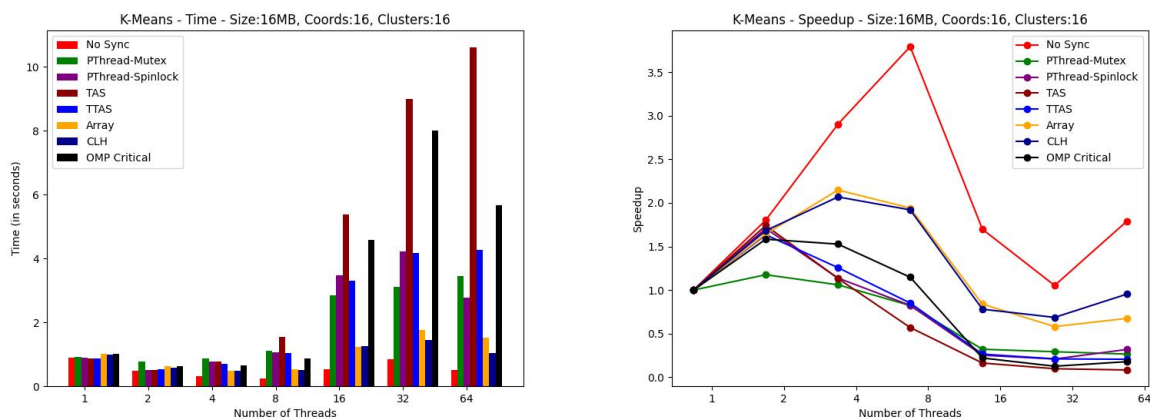 K-Means - Time - Size:16MB, Coords:16, Clusters:16
No Sync
PThread-Mutex
PThread-Spinlock
TAS
TTAS
Array
CLH
OMP Critical
Time (in seconds)
10
8
6
4
2
0
1 2 4 8 16 32 64
Number of Threads
K-Means - Speedup - Size:16MB, Coords:16, Clusters:16
No Sync
PThread-Mutex
PThread-Spinlock
TAS
TTAS
Array
CLH
OMP Critical
Speedup
3.5
3.0
2.5
2.0
1.5
1.0
0.5
0.0
1 2 4 8 16 32 64
Number of Threads